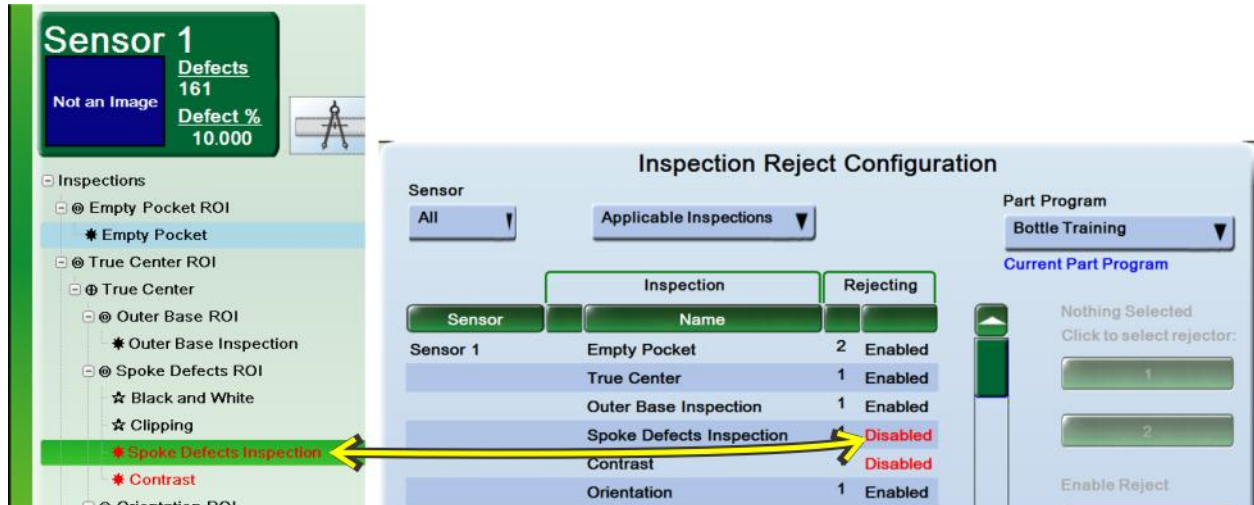 Sensor 1
Defects
161
Not an Image
Defect %
10.000
Inspections
Empty Pocket ROI
Empty Pocket
True Center ROI
True Center
Outer Base ROI
Outer Base Inspection
Spoke Defects ROI
Black and White
Clipping
Spoke Defects Inspection
Contrast
Inspection Reject Configuration
Sensor
All
Applicable Inspections
Part Program
Bottle Training
Current Part Program
Inspection Rejecting
Sensor Name
Sensor 1 Empty Pocket 2 Enabled
True Center 1 Enabled
Outer Base Inspection 1 Enabled
Spoke Defects Inspection Disabled
Contrast Disabled
Orientation 1 Enabled
Nothing Selected
Click to select rejector:
1
2
Enable Reject